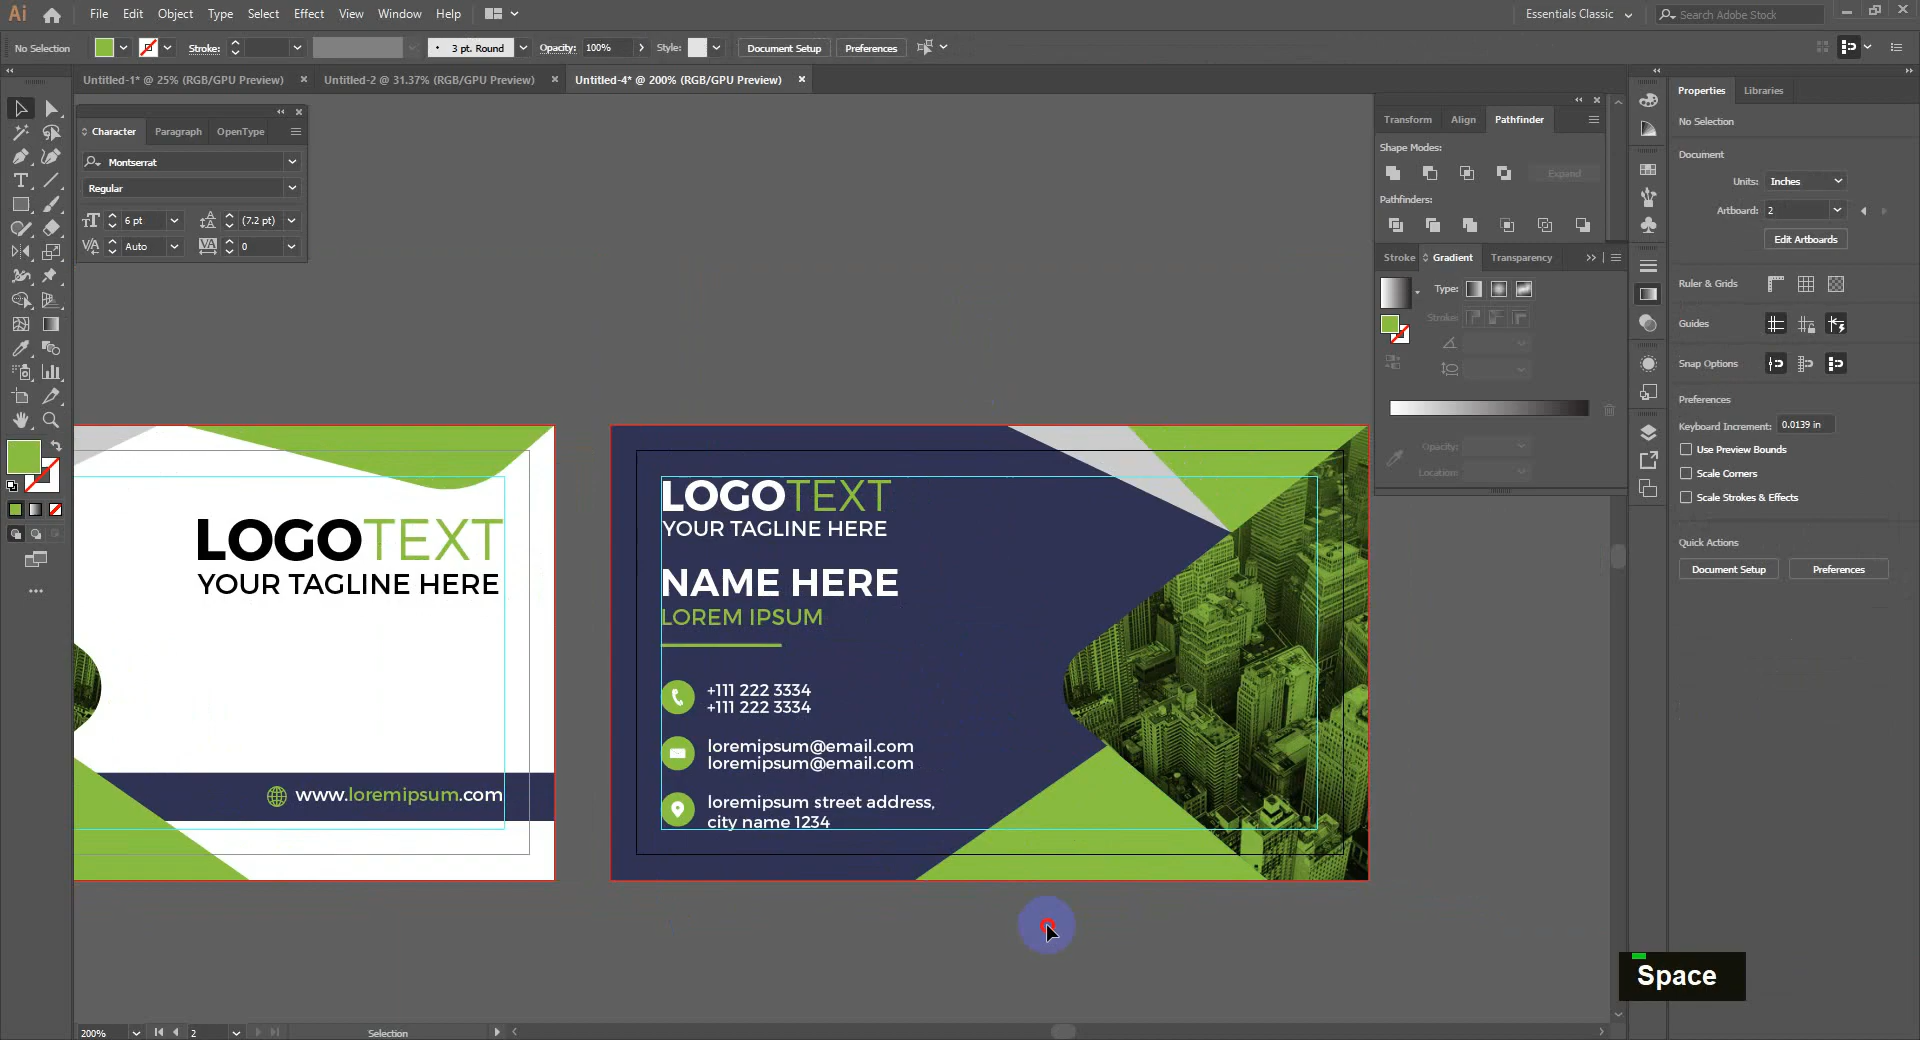 Ai
File Edit Object Type Select Effect View Window Help
Essentials Classic
Search Adobe Stock
No Selection
Stroke:
3 pt. Round
Opacity: 100%
Style:
Document Setup
Preferences
Untitled-1* @ 25% (RGB/GPU Preview)
Untitled-2 @ 31.37% (RGB/GPU Preview)
Untitled-4* @ 200% (RGB/GPU Preview)
Character Paragraph OpenType
Montserrat
Regular
6 pt
(7.2 pt)
Auto
0
Transform Align Pathfinder
Shape Modes:
Expand
Pathfinders:
Stroke Gradient Transparency
Type:
Stroke:
Opacity:
Location:
Properties Libraries
No Selection
Document
Units: Inches
Artboard: 2
Edit Artboards
Ruler & Grids
Guides
Snap Options
Preferences
Keyboard Increment: 0.0139 in
Use Preview Bounds
Scale Corners
Scale Strokes & Effects
Quick Actions
Document Setup
Preferences
LOGOTEXT
YOUR TAGLINE HERE
www.loremipsum.com
LOGOTEXT
YOUR TAGLINE HERE
NAME HERE
LOREM IPSUM
+111 222 3334
+111 222 3334
loremipsum@email.com
loremipsum@email.com
loremipsum street address,
city name 1234
Space
200%
2
Selection